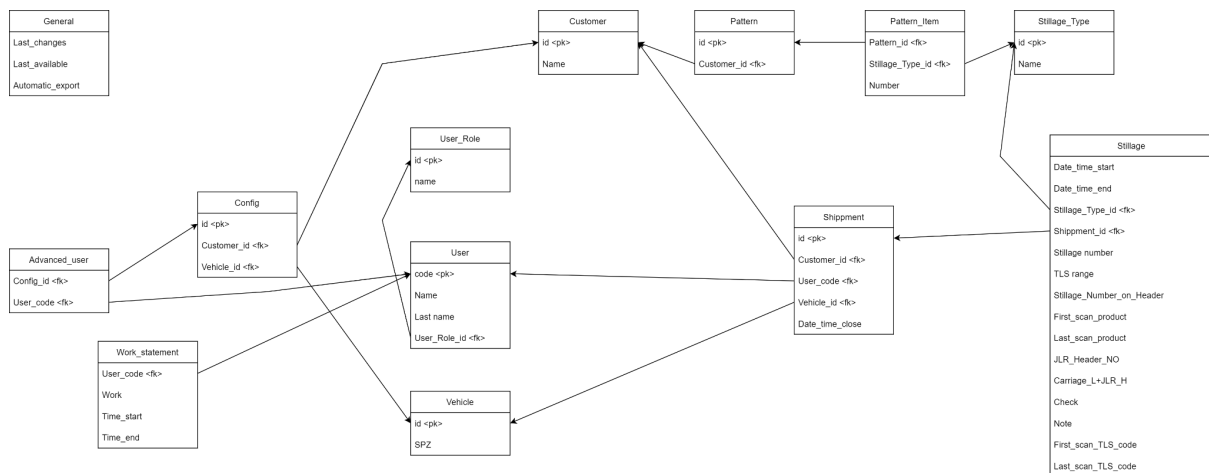 General
Last_changes
Last_available
Automatic_export
Customer
id <pk>
Name
Pattern
id <pk>
Customer_id <fk>
Pattern_Item
Pattern_id <fk>
Stillage_Type_id <fk>
Number
Stillage_Type
id <pk>
Name
User_Role
id <pk>
name
Config
id <pk>
Customer_id <fk>
Vehicle_id <fk>
Advanced_user
Config_id <fk>
User_code <fk>
User
code <pk>
Name
Last name
User_Role_id <fk>
Work_statement
User_code <fk>
Work
Time_start
Time_end
Vehicle
id <pk>
SPZ
Shippment
id <pk>
Customer_id <fk>
User_code <fk>
Vehicle_id <fk>
Date_time_close
Stillage
Date_time_start
Date_time_end
Stillage_Type_id <fk>
Shippment_id <fk>
Stillage number
TLS range
Stillage_Number_on_Header
First_scan_product
Last_scan_product
JLR_Header_NO
Carriage_L+JLR_H
Check
Note
First_scan_TLS_code
Last_scan_TLS_code